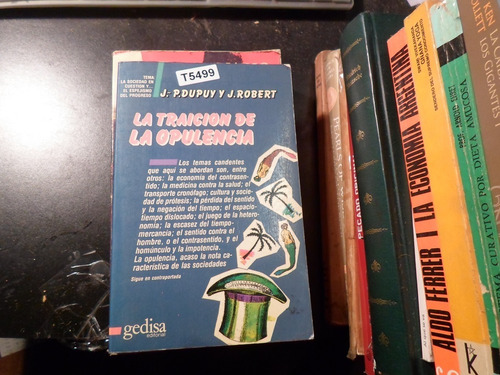 T5499
TEMA
LA SOCIEDAD EN
CUESTION Y...
EL ESPEJISMO
DEL PROGRESO
J.-P. DUPUY Y J. ROBERT
LA TRAICION DE
LA OPULENCIA
Los temas candentes
que aquí se abordan son, entre
otros: la economía del contrasen-
tido; la medicina contra la salud; el
transporte cronófago; cultura y socie-
dad de prótesis; la pérdida del sentido
y la negación del tiempo; el espacio
tiempo dislocado; el juego de la hetero-
nomía; la escasez del tiempo-
mercancía; el sentido contra el
hombre, o el contrasentido, y el
homúnculo y la impotencia.
La opulencia, acaso la nota ca-
racterística de las sociedades
Sigue en contraportada
gedisa
editorial
PECADO
ALDO FERRER I LA ECONOMIA ARGENTINA
POR DIETA AMUCOSA
LOS GIGANTES